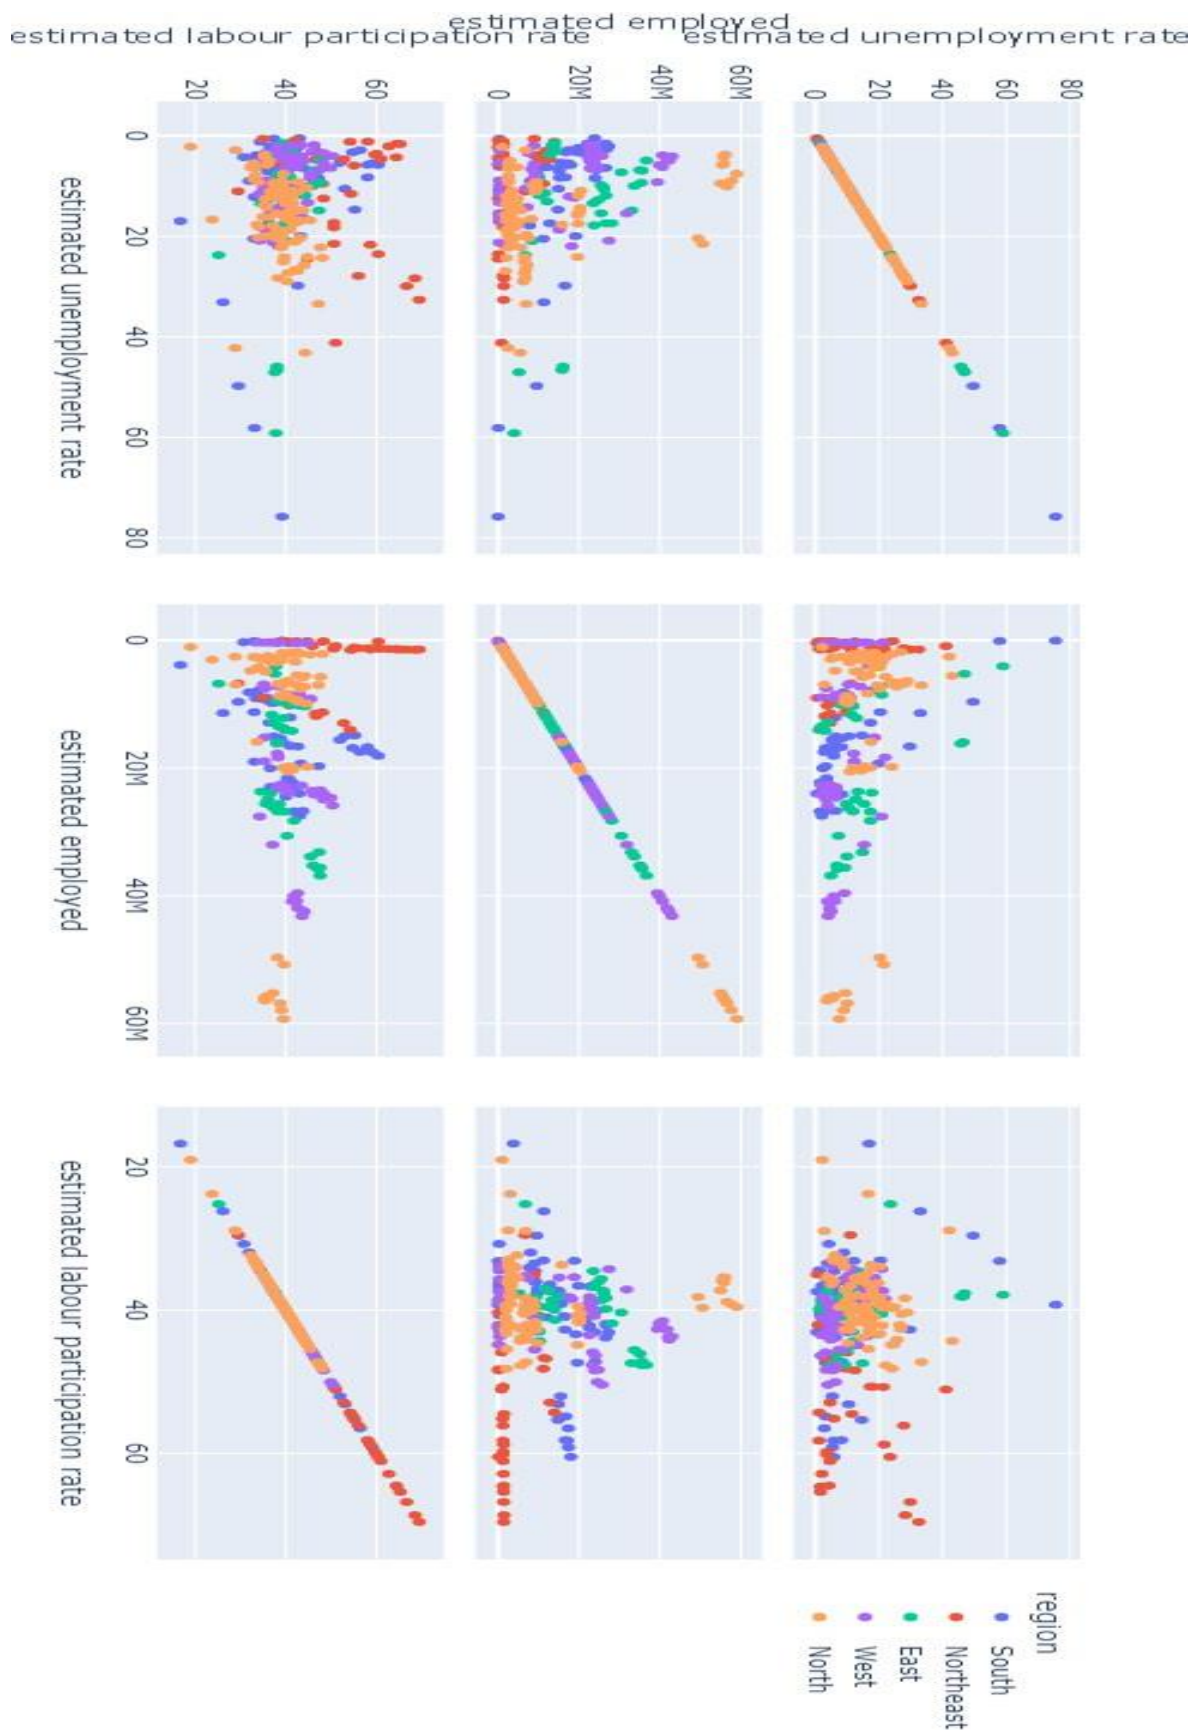 estimated employed
estimated labour participation rate
estimated unemployment rate
20
40
60
0
20M
40M
60M
0
20
40
60
80
0
20
40
60
80
estimated unemployment rate
0
20M
40M
60M
estimated employed
20
40
60
estimated labour participation rate
region
South
Northeast
East
West
North